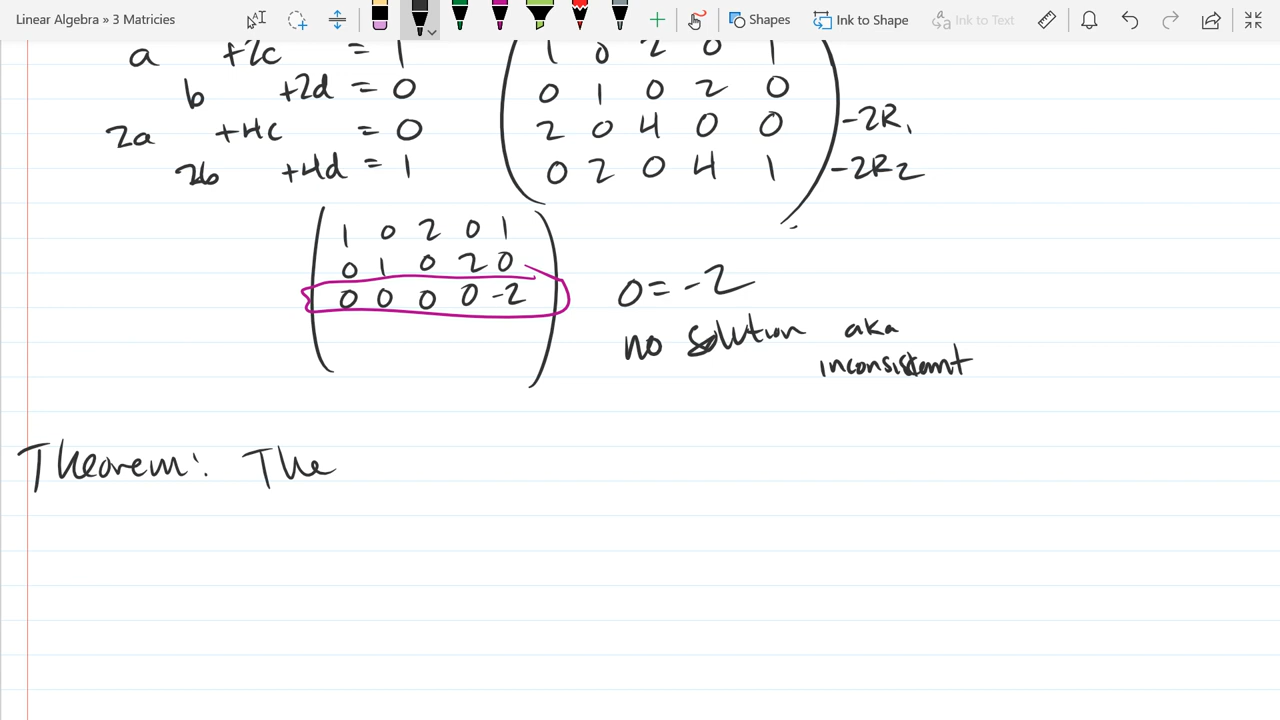 Linear Algebra » 3 Matricies
Shapes
Ink to Shape
Ink to Text
a +2c = 1
b +2d = 0
2a +4c = 0
2b +4d = 1
1 0 2 0 1
0 1 0 2 0
2 0 4 0 0 -2R₁
0 2 0 4 1 -2R2
1 0 2 0 1
0 1 0 2 0
0 0 0 0 -2
0 = -2
no solution aka
inconsistant
Theorem: The